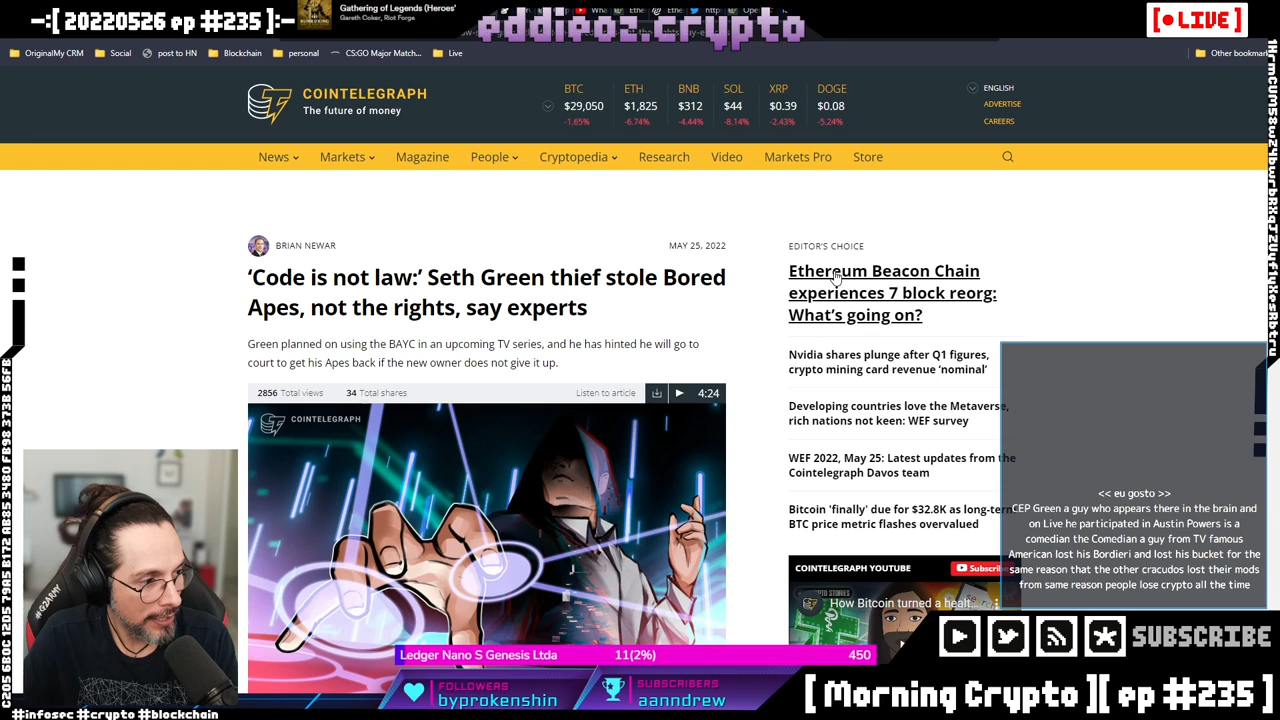 -:[ 20220526 ep #235 ]:-
Gathering of Legends (Heroes'
Gareth Coker, Riot Forge
eddieoz.crypto
[ LIVE ]
OriginalMy CRM
Social
post to HN
Blockchain
personal
CS:GO Major Match...
Live
Other bookmar
COINTELEGRAPH
The future of money
BTC ETH BNB SOL XRP DOGE
$29,050 $1,825 $312 $44 $0.39 $0.08
-1.65% -6.74% -4.44% -8.14% -2.43% -5.24%
ENGLISH
ADVERTISE
CAREERS
News Markets Magazine People Cryptopedia Research Video Markets Pro Store
BRIAN NEWAR
MAY 25, 2022
‘Code is not law:’ Seth Green thief stole Bored
Apes, not the rights, say experts
Green planned on using the BAYC in an upcoming TV series, and he has hinted he will go to
court to get his Apes back if the new owner does not give it up.
2856 Total views 34 Total shares
Listen to article 4:24
COINTELEGRAPH
EDITOR'S CHOICE
Ethereum Beacon Chain
experiences 7 block reorg:
What’s going on?
Nvidia shares plunge after Q1 figures,
crypto mining card revenue ‘nominal’
Developing countries love the Metaverse,
rich nations not keen: WEF survey
WEF 2022, May 25: Latest updates from the
Cointelegraph Davos team
Bitcoin 'finally' due for $32.8K as long-term
BTC price metric flashes overvalued
COINTELEGRAPH YOUTUBE
Subscri
How Bitcoin turned a healt...
<< eu gosto >>
CEP Green a guy who appears there in the brain and
on Live he participated in Austin Powers is a
comedian the Comedian a guy from TV famous
American lost his Bordieri and lost his bucket for the
same reason that the other cracudos lost their mods
from same reason people lose crypto all the time
#G2ARMY
Ledger Nano S Genesis Ltda 11(2%) 450
FOLLOWERS
byprokenshin
SUBSCRIBERS
aanndrew
SUBSCRIBE
[ Morning Crypto ][ ep #235 ]
#infosec #crypto #blockchain